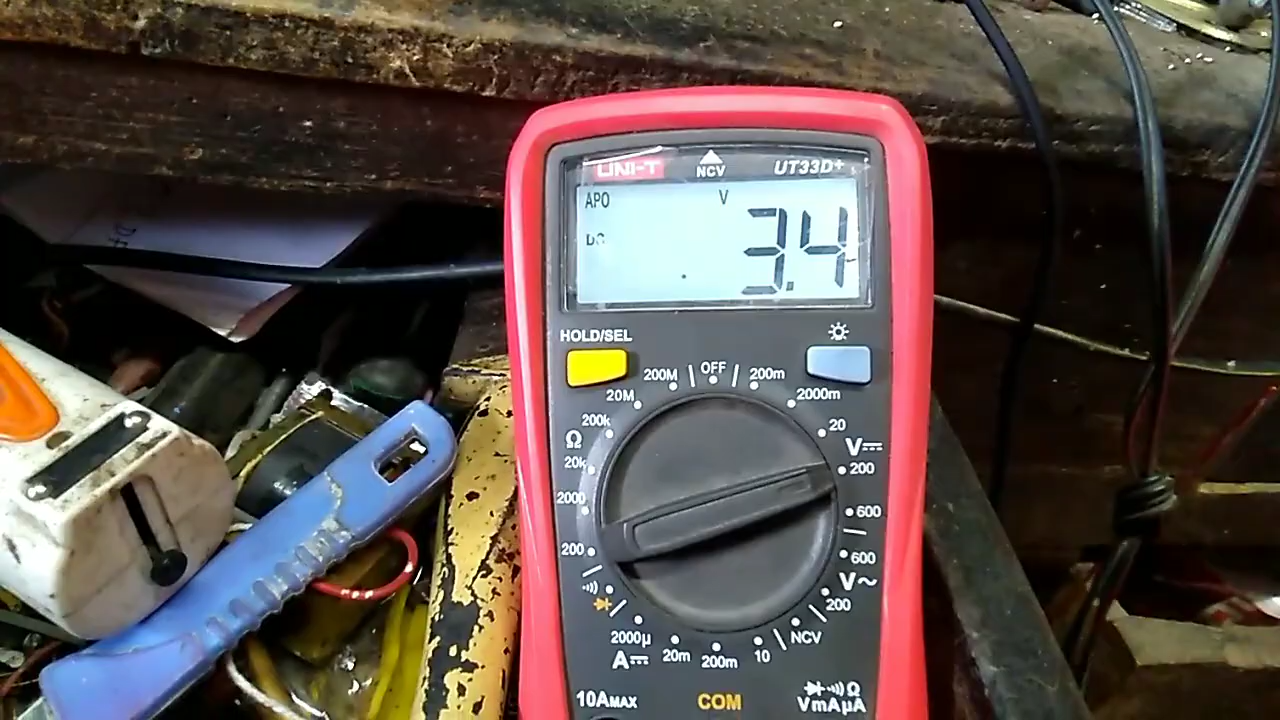 UNI-T NCV UT33D+
APO V
DC 3.4
HOLD/SEL
OFF
200M 200m
20M 2000m
200k 20
Ω V
20k 200
2000 600
200 600
V~
200
2000µ NCV
A 20m 200m 10
10AMAX COM Ω
VmAµA